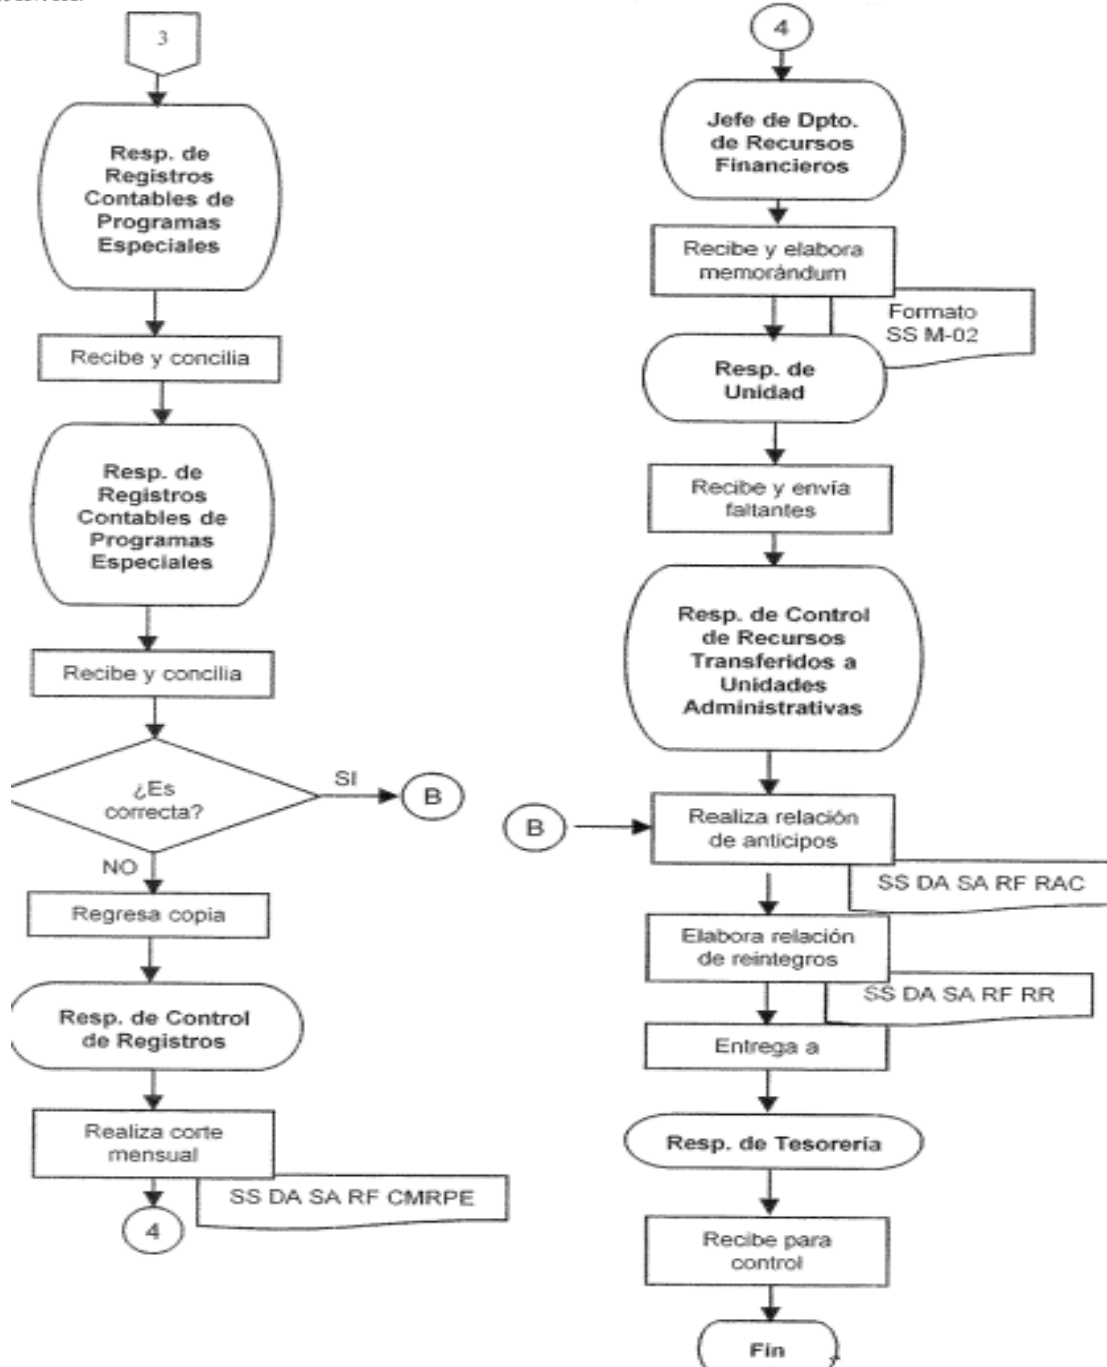 3
Resp. de
Registros
Contables de
Programas
Especiales
Recibe y concilia
Resp. de
Registros
Contables de
Programas
Especiales
Recibe y concilia
¿Es
correcta?
SI
B
NO
Regresa copia
Resp. de Control
de Registros
Realiza corte
mensual
SS DA SA RF CMRPE
4
4
Jefe de Dpto.
de Recursos
Financieros
Recibe y elabora
memorándum
Formato
SS M-02
Resp. de
Unidad
Recibe y envía
faltantes
Resp. de Control
de Recursos
Transferidos a
Unidades
Administrativas
B
Realiza relación
de anticipos
SS DA SA RF RAC
Elabora relación
de reintegros
SS DA SA RF RR
Entrega a
Resp. de Tesorería
Recibe para
control
Fin